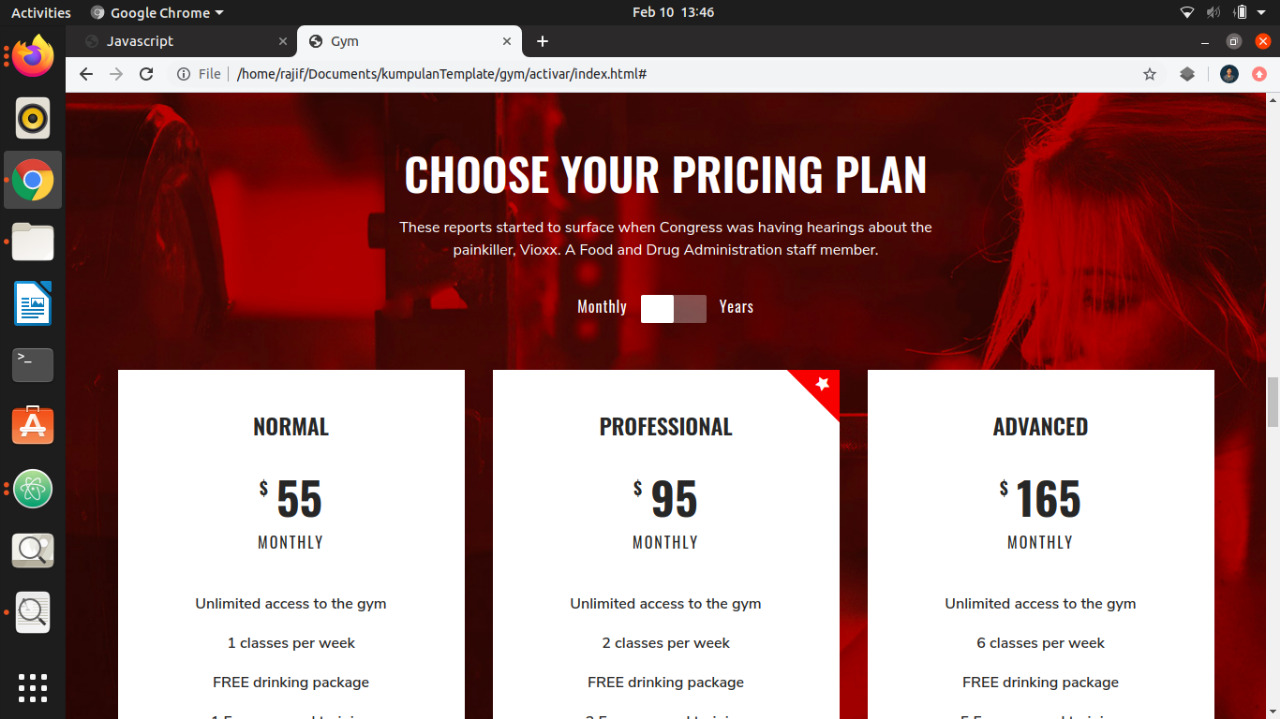 Activities
Google Chrome
Feb 10 13:46
Javascript
Gym
File
/home/rajif/Documents/kumpulanTemplate/gym/activar/index.html#
CHOOSE YOUR PRICING PLAN
These reports started to surface when Congress was having hearings about the
painkiller, Vioxx. A Food and Drug Administration staff member.
Monthly
Years
NORMAL
$ 55
MONTHLY
Unlimited access to the gym
1 classes per week
FREE drinking package
PROFESSIONAL
$ 95
MONTHLY
Unlimited access to the gym
2 classes per week
FREE drinking package
ADVANCED
$ 165
MONTHLY
Unlimited access to the gym
6 classes per week
FREE drinking package